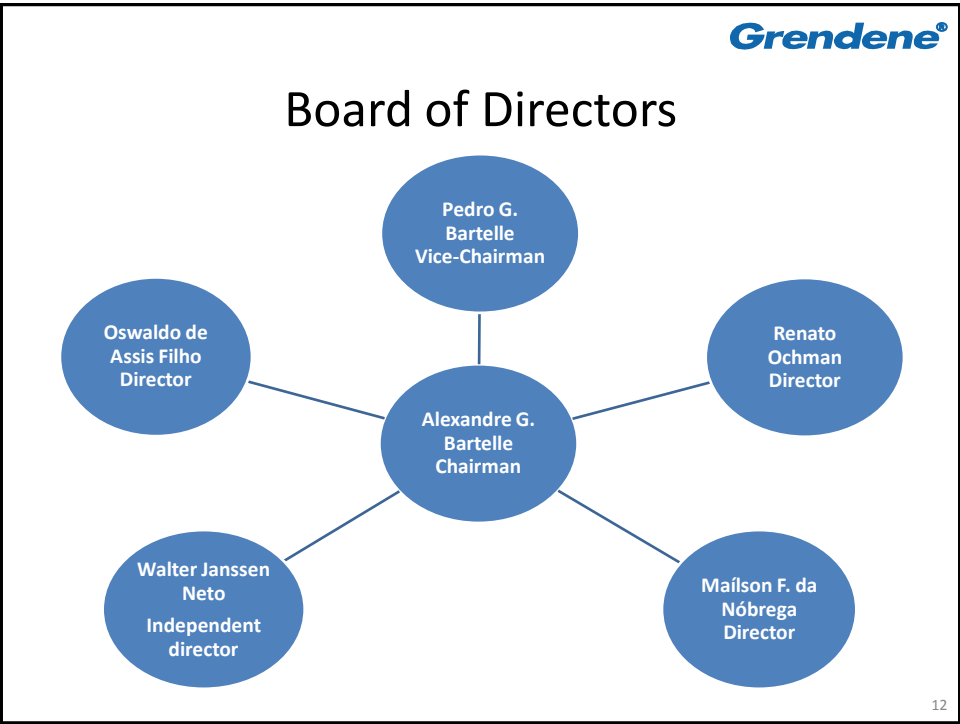 Grendene®
Board of Directors
Pedro G.
Bartelle
Vice-Chairman
Oswaldo de
Assis Filho
Director
Renato
Ochman
Director
Alexandre G.
Bartelle
Chairman
Walter Janssen
Neto
Independent
director
Maílson F. da
Nóbrega
Director
12